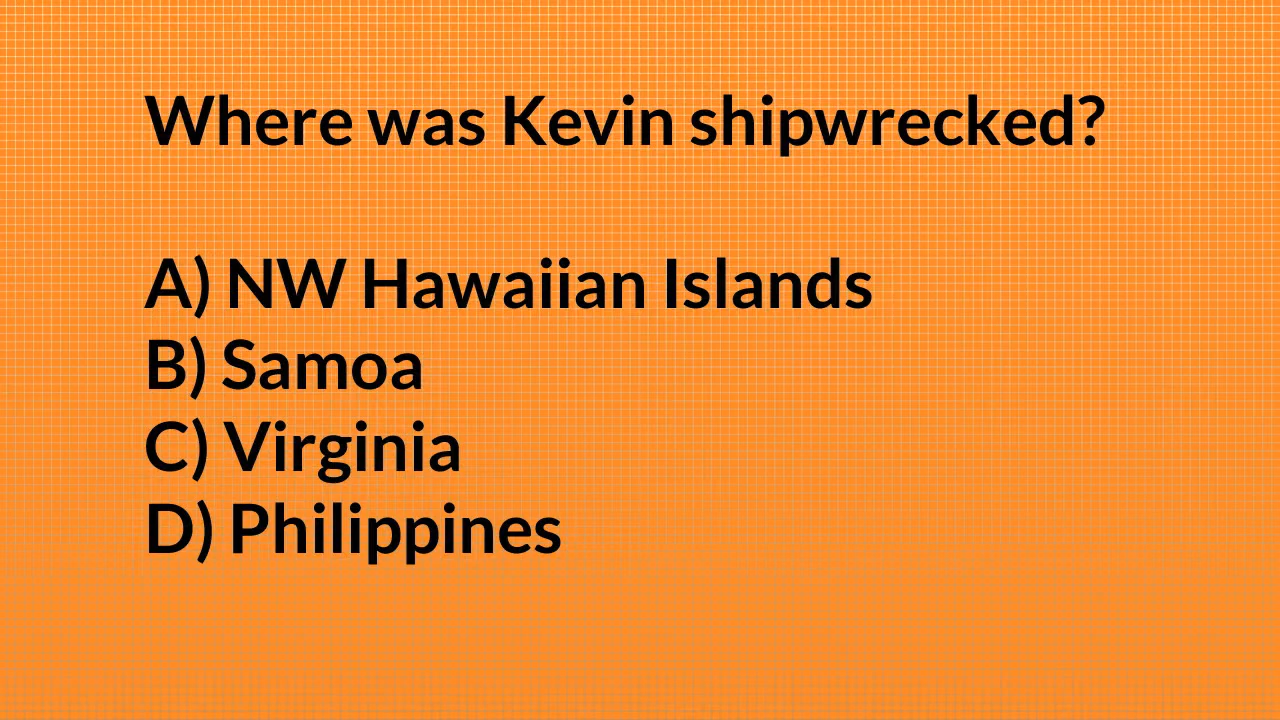 Where was Kevin shipwrecked?
A) NW Hawaiian Islands
B) Samoa
C) Virginia
D) Philippines